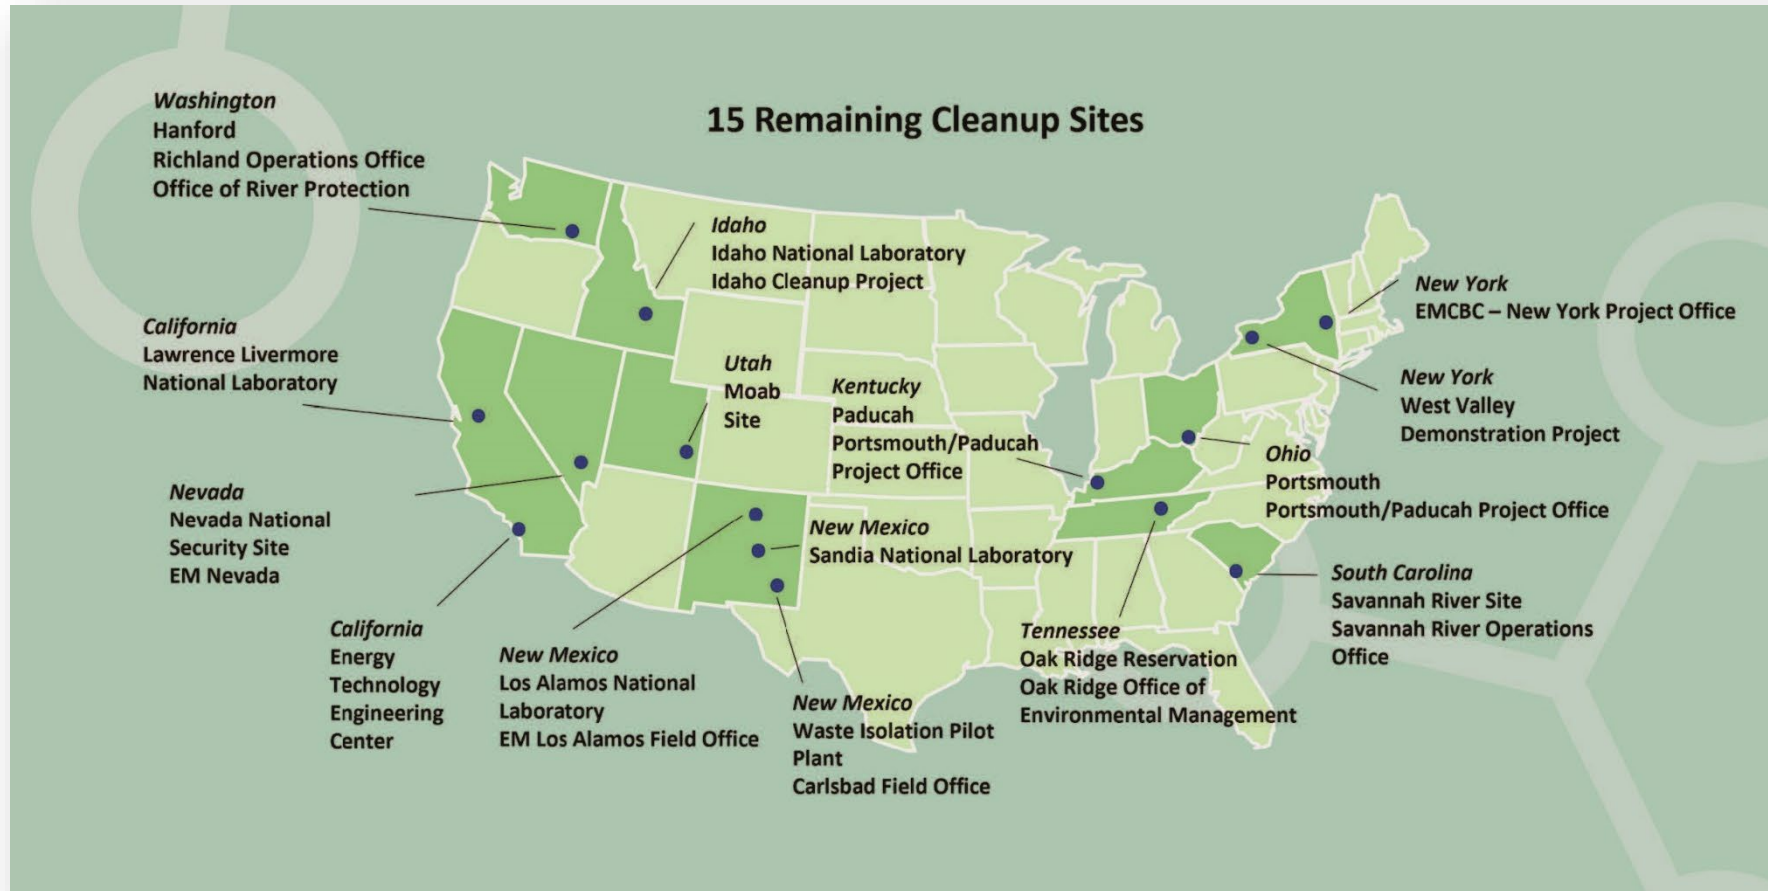 15 Remaining Cleanup Sites
Washington
Hanford
Richland Operations Office
Office of River Protection
Idaho
Idaho National Laboratory
Idaho Cleanup Project
California
Lawrence Livermore
National Laboratory
Utah
Moab
Site
Kentucky
Paducah
Portsmouth/Paducah
Project Office
New York
EMCBC – New York Project Office
New York
West Valley
Demonstration Project
Ohio
Portsmouth
Portsmouth/Paducah Project Office
Nevada
Nevada National
Security Site
EM Nevada
New Mexico
Sandia National Laboratory
South Carolina
Savannah River Site
Savannah River Operations
Office
California
Energy
Technology
Engineering
Center
New Mexico
Los Alamos National
Laboratory
EM Los Alamos Field Office
New Mexico
Waste Isolation Pilot
Plant
Carlsbad Field Office
Tennessee
Oak Ridge Reservation
Oak Ridge Office of
Environmental Management